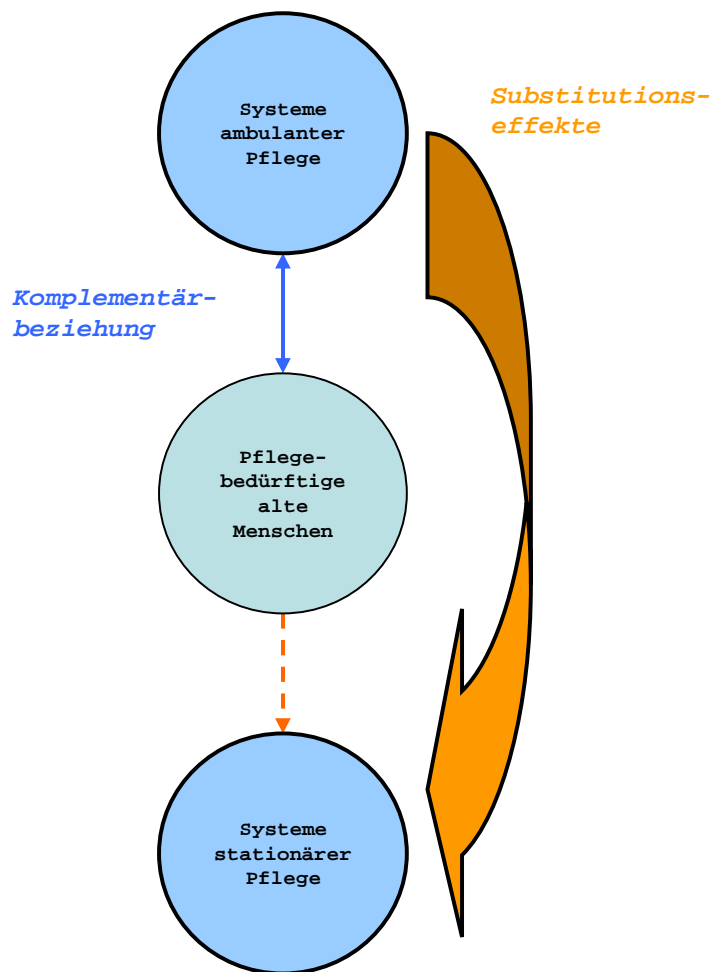 Systeme
ambulanter
Pflege
Substitutions-
effekte
Komplementär-
beziehung
Pflege-
bedürftige
alte
Menschen
Systeme
stationärer
Pflege